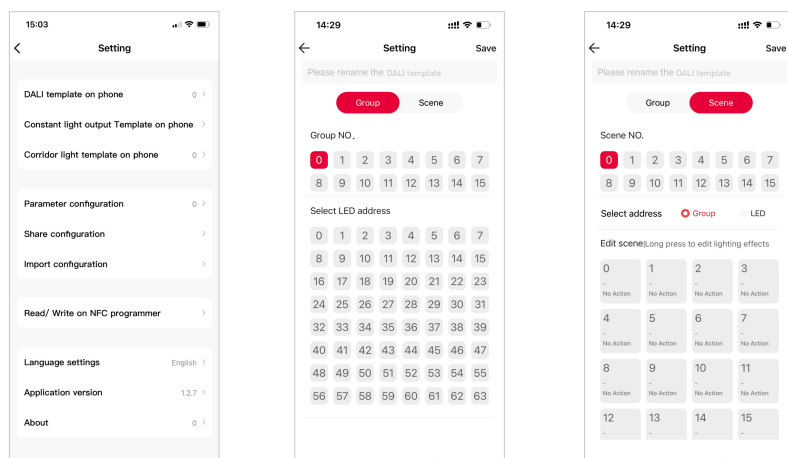 15:03
Setting
DALI template on phone 0
Constant light output Template on phone
Corridor light template on phone 0
Parameter configuration 0
Share configuration
Import configuration
Read/ Write on NFC programmer
Language settings English
Application version 1.2.7
About 0
14:29
Setting Save
Please rename the DALI template
Group Scene
Group NO.
0 1 2 3 4 5 6 7
8 9 10 11 12 13 14 15
Select LED address
0 1 2 3 4 5 6 7
8 9 10 11 12 13 14 15
16 17 18 19 20 21 22 23
24 25 26 27 28 29 30 31
32 33 34 35 36 37 38 39
40 41 42 43 44 45 46 47
48 49 50 51 52 53 54 55
56 57 58 59 60 61 62 63
14:29
Setting Save
Please rename the DALI template
Group Scene
Scene NO.
0 1 2 3 4 5 6 7
8 9 10 11 12 13 14 15
Select address Group LED
Edit scene|Long press to edit lighting effects
0 1 2 3
- - - -
No Action No Action No Action No Action
4 5 6 7
- - - -
No Action No Action No Action No Action
8 9 10 11
- - - -
No Action No Action No Action No Action
12 13 14 15
- - - -